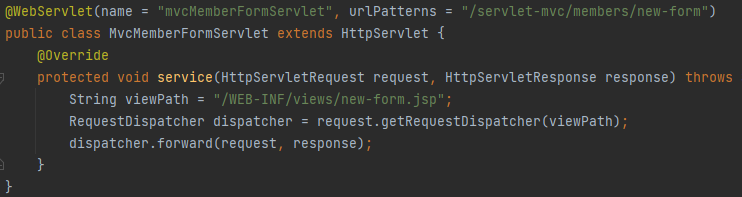 @WebServlet(name = "mvcMemberFormServlet", urlPatterns = "/servlet-mvc/members/new-form")
public class MvcMemberFormServlet extends HttpServlet {
@Override
protected void service(HttpServletRequest request, HttpServletResponse response) throws
String viewPath = "/WEB-INF/views/new-form.jsp";
RequestDispatcher dispatcher = request.getRequestDispatcher(viewPath);
dispatcher.forward(request, response);
}
}